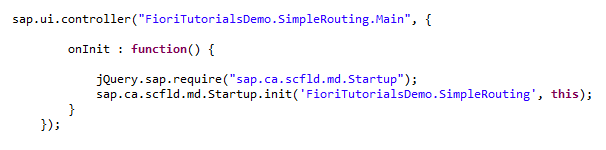 sap.ui.controller("FioriTutorialsDemo.SimpleRouting.Main", {
onInit : function() {
jQuery.sap.require("sap.ca.scfld.md.Startup");
sap.ca.scfld.md.Startup.init('FioriTutorialsDemo.SimpleRouting', this);
}
});